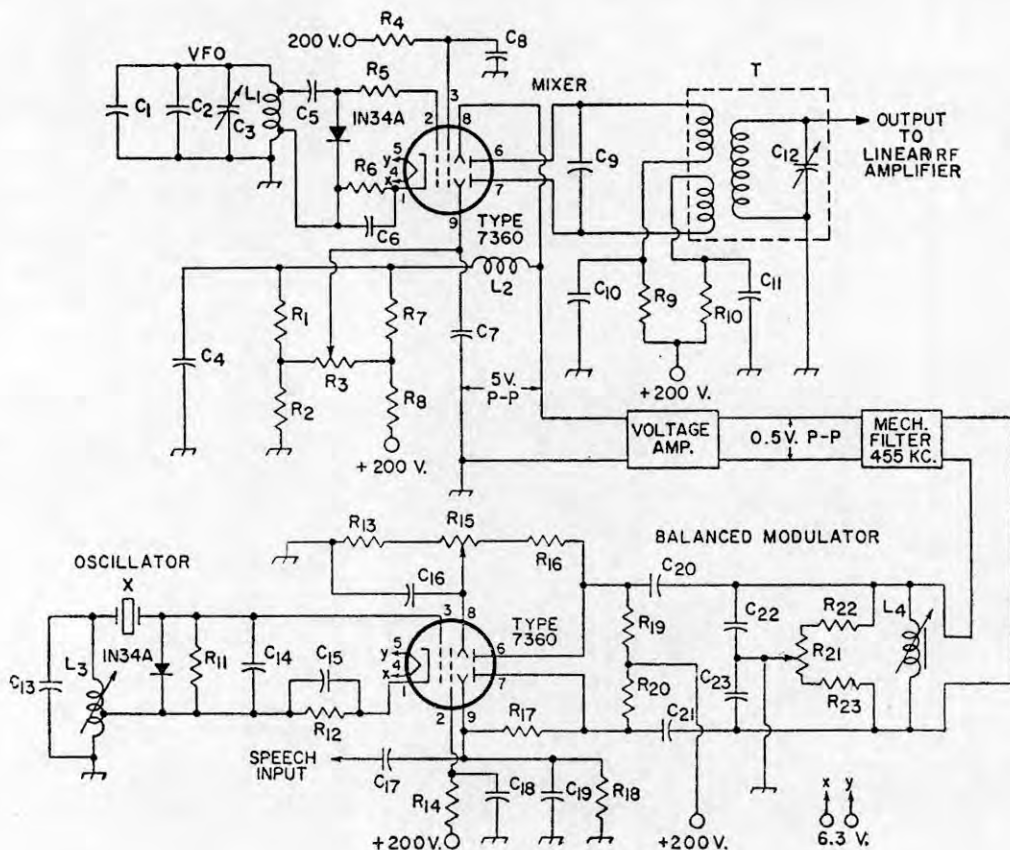 R4
200 V.
C8
VFO
MIXER
T
C1
C2
C3
L1
C5
R5
1N34A
R6
C6
2
3
8
5
y
4
x
1
6
7
9
TYPE
7360
C9
C12
OUTPUT
TO
LINEAR RF
AMPLIFIER
L2
C10
R9
R10
C11
+200 V.
C4
R1
R2
R3
R7
R8
+200 V.
C7
5 V.
P-P
VOLTAGE
AMP.
0.5 V. P-P
MECH.
FILTER
455 KC.
R13
R15
R16
C16
OSCILLATOR
X
BALANCED MODULATOR
C13
L3
1N34A
R11
C14
C15
R12
3
8
5
y
4
x
1
6
7
2
9
TYPE
7360
R17
R19
R20
C20
C21
C22
C23
R21
R22
R23
L4
SPEECH
INPUT
C17
R14
C18
C19
R18
+200 V.
+200 V.
x
y
6.3 V.